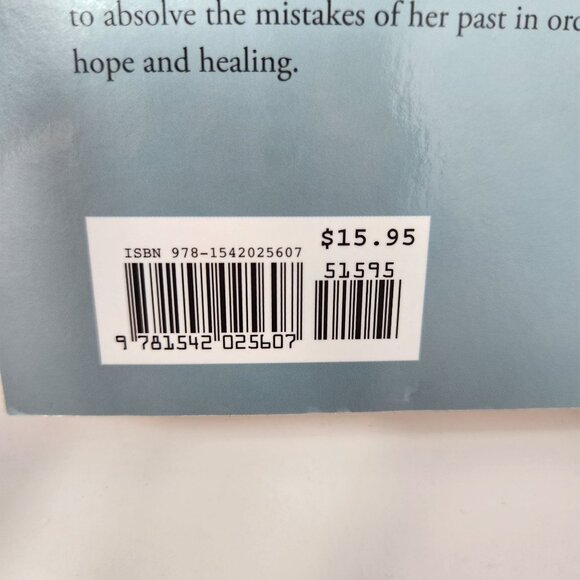 to absolve the mistakes of her past in
hope and healing.
$15.95
ISBN 978-1542025607
51595
9 781542 025607